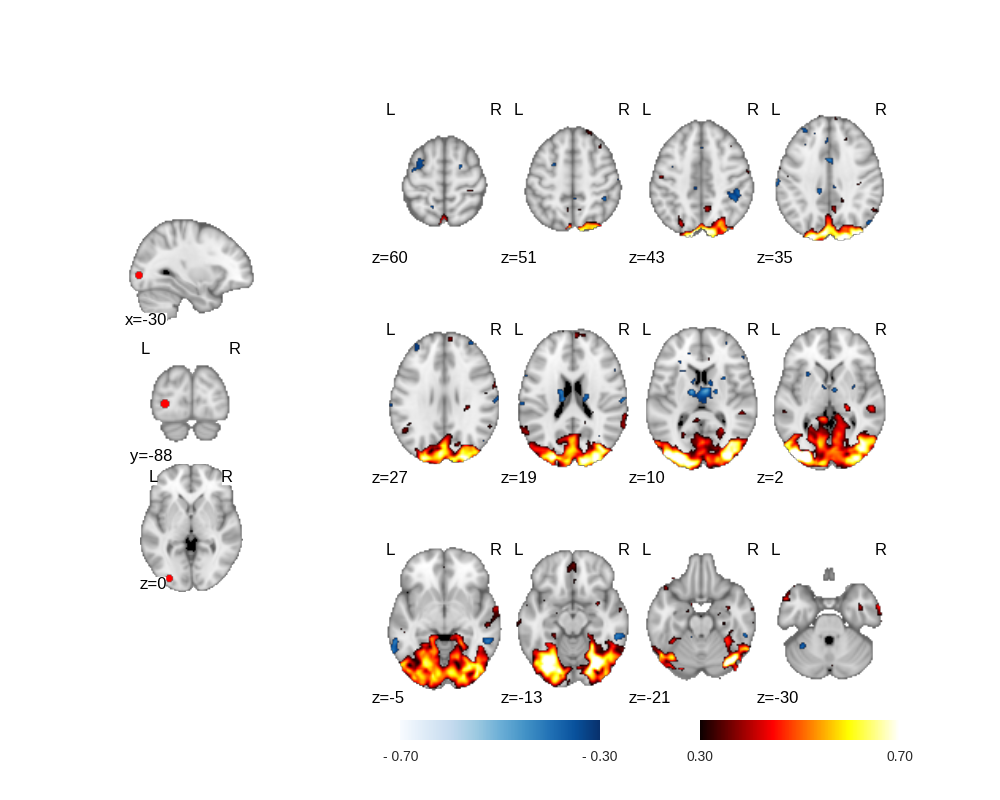 L R L R L R L R
z=60 z=51 z=43 z=35
x=-30
L R
y=-88
L R
z=0
L R L R L R L R
z=27 z=19 z=10 z=2
L R L R L R L R
z=-5 z=-13 z=-21 z=-30
- 0.70 - 0.30 0.30 0.70